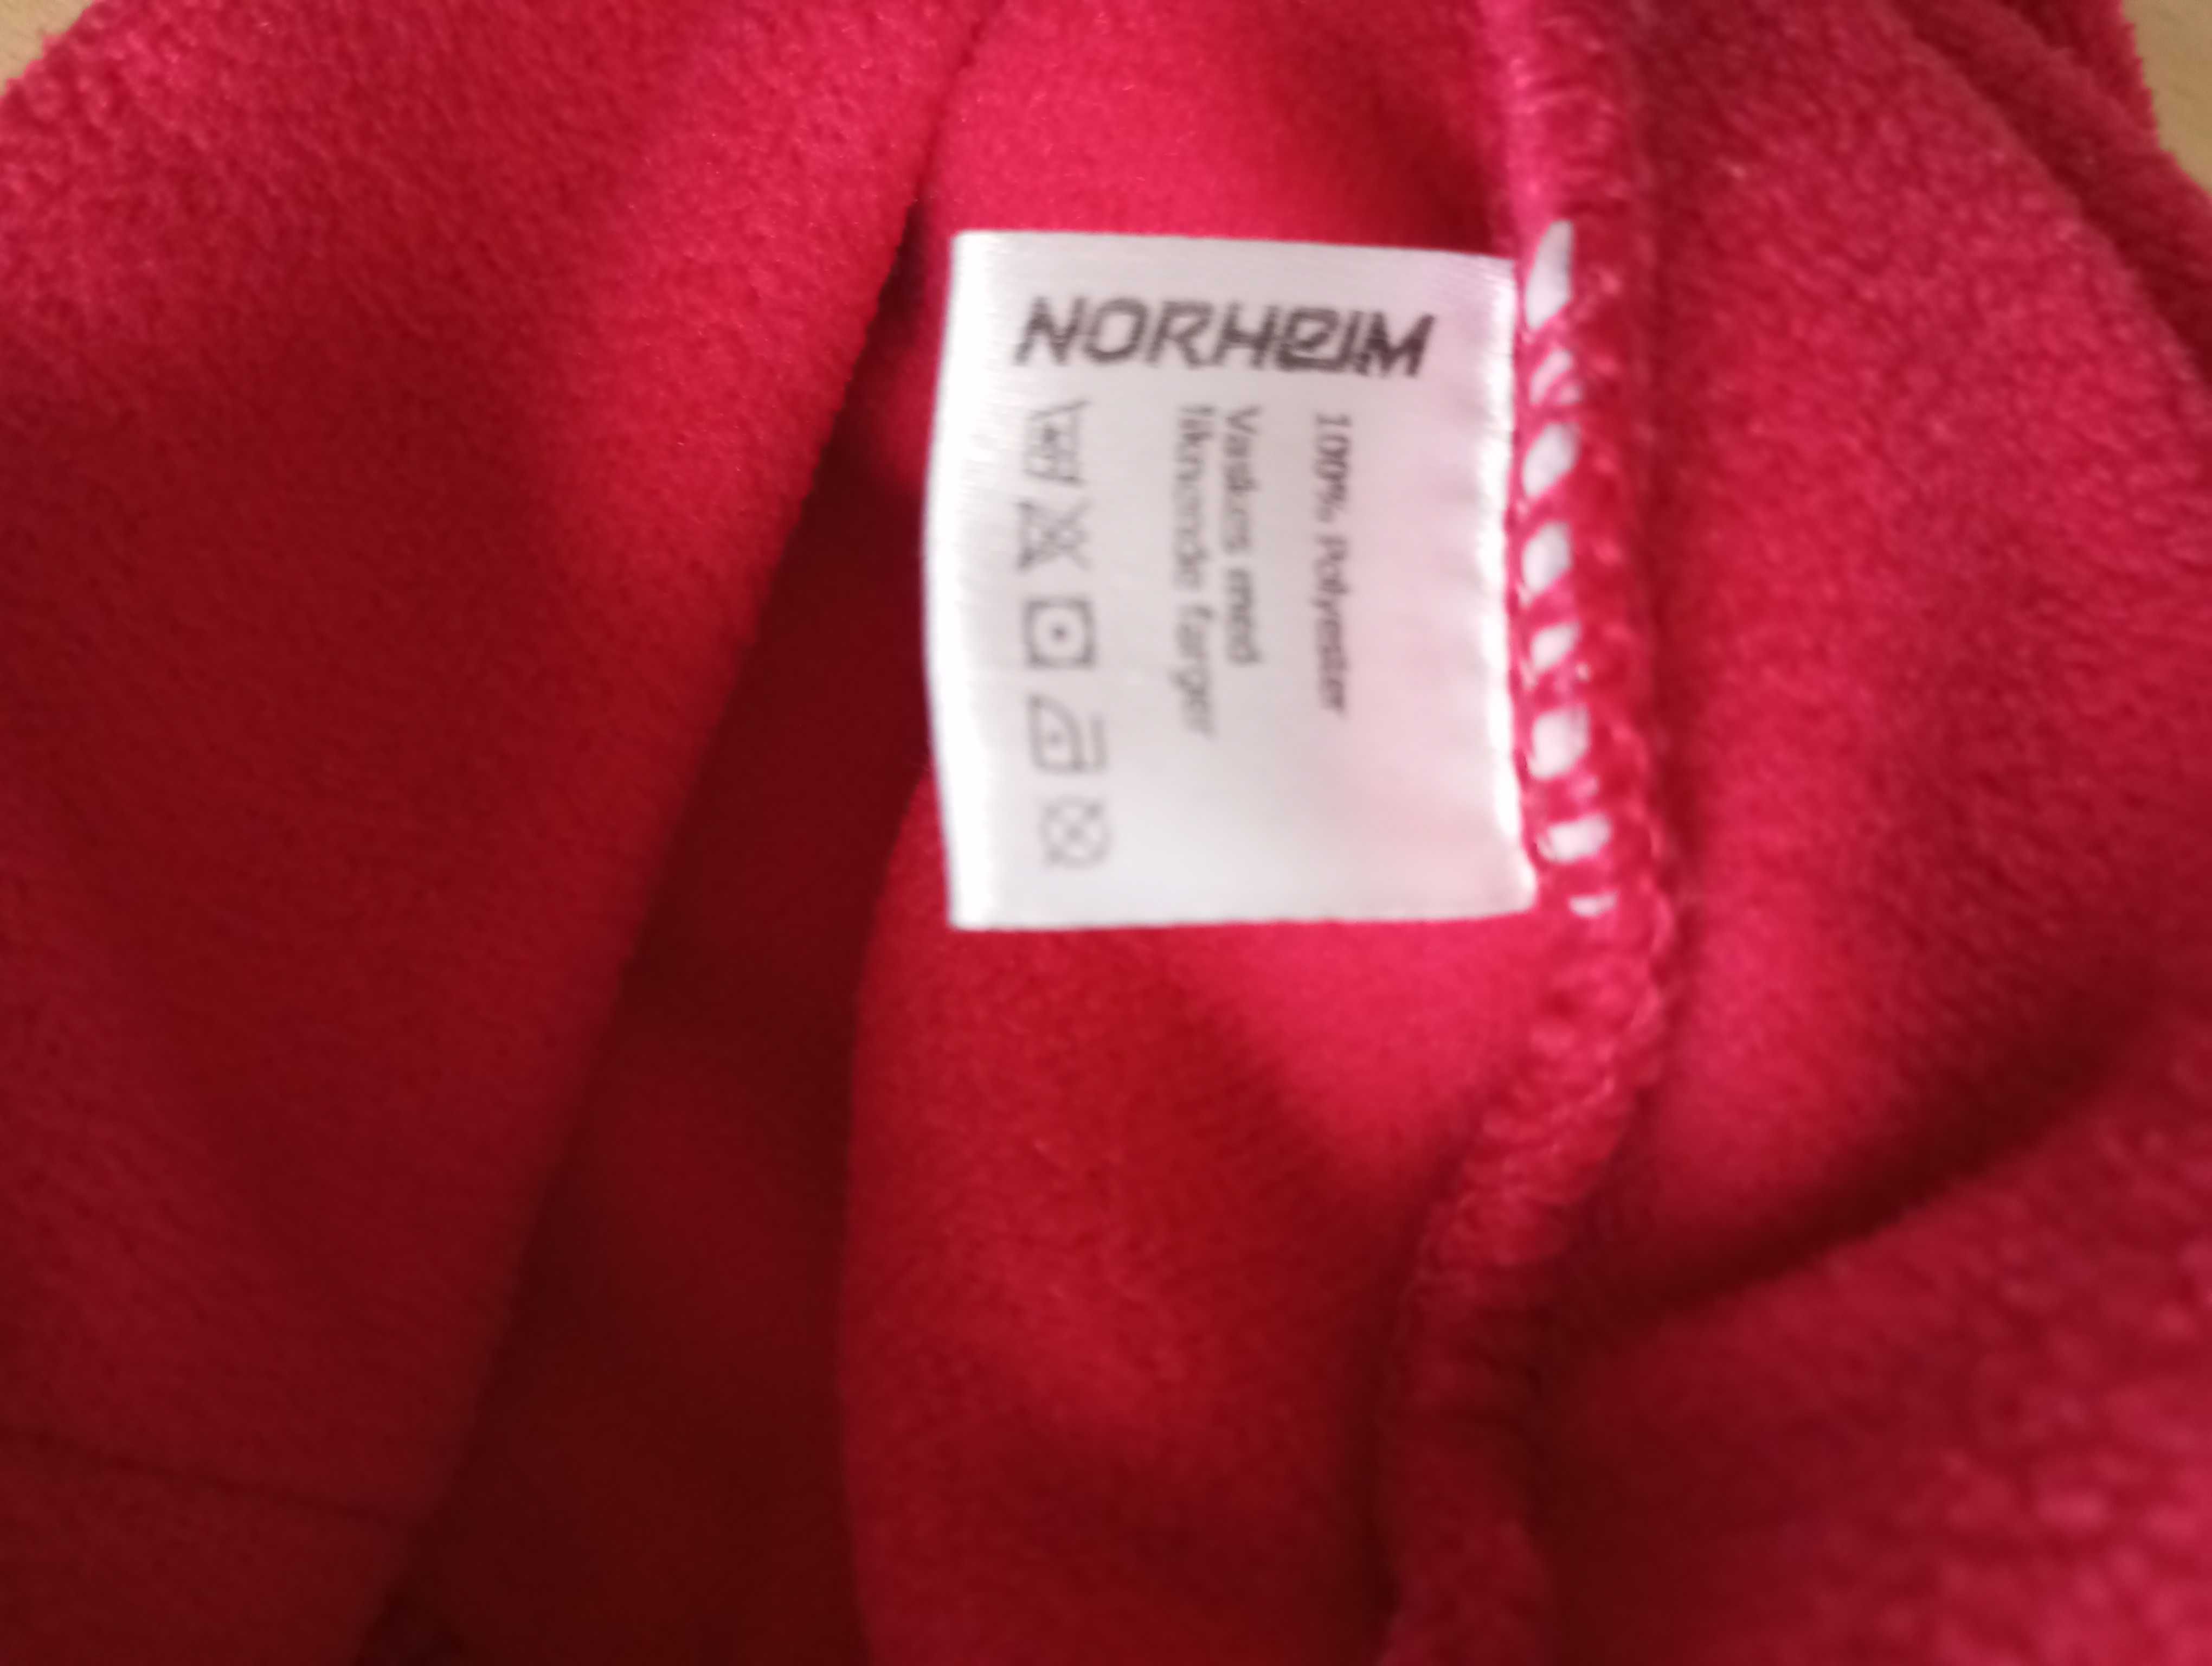 NORHEIM
100% Polyester
Vaskes med
liknende farger